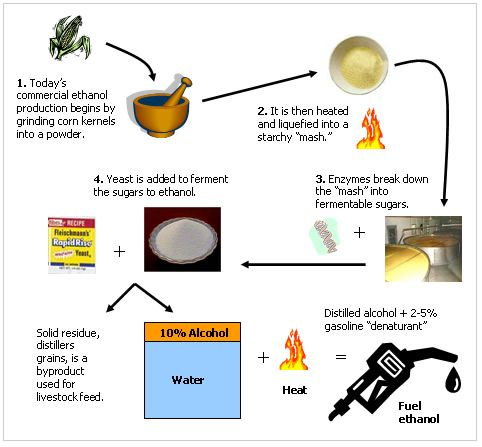 1. Today's
commercial ethanol
production begins by
grinding corn kernels
into a powder.
2. It is then heated
and liquefied into a
starchy "mash."
3. Enzymes break down
the "mash" into
fermentable sugars.
4. Yeast is added to ferment
the sugars to ethanol.
RECIPE
Fleischmann's
RapidRise
Yeast
+
+
Solid residue,
distillers
grains, is a
byproduct
used for
livestock feed.
10% Alcohol
Water
+
Heat
=
Distilled alcohol + 2-5%
gasoline "denaturant"
Fuel
ethanol